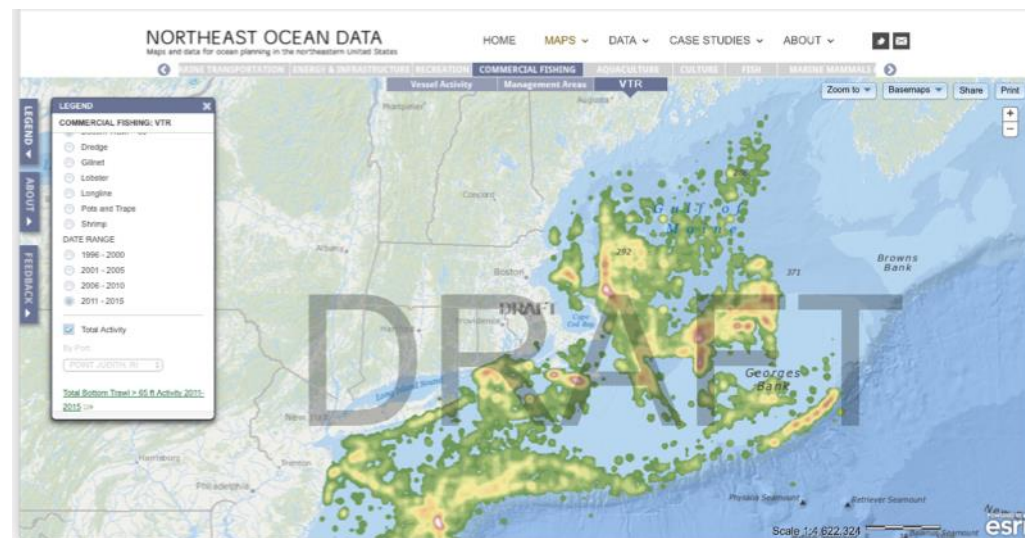 NORTHEAST OCEAN DATA
Maps and data for ocean planning in the northeastern United States
HOME MAPS DATA CASE STUDIES ABOUT
MARINE TRANSPORTATION ENERGY & INFRASTRUCTURE RECREATION COMMERCIAL FISHING AQUACULTURE CULTURE FISH MARINE MAMMALS
Vessel Activity Management Areas VTR
Zoom to Basemaps Share Print
LEGEND
ABOUT
FEEDBACK
LEGEND
COMMERCIAL FISHING: VTR
Dredge
Gillnet
Lobster
Longline
Pots and Traps
Shrimp
DATE RANGE
1996 - 2000
2001 - 2005
2006 - 2010
2011 - 2015
Total Activity
By Port:
POINT JUDITH, RI
Total Bottom Trawl > 65 ft Activity 2011-
2015
+
-
Augusta
Concord
Albany
Boston
Providence
Hartford
Cape
Cod Bay
Long Island Sound
New
Trenton
Harrisburg
Philadelphia
Gulf of
Maine
292
371
Browns
Bank
Georges
Bank
DRAFT
DRAFT
Physalia Seamount
Retriever Seamount
Scale 1:4,622,324
esri